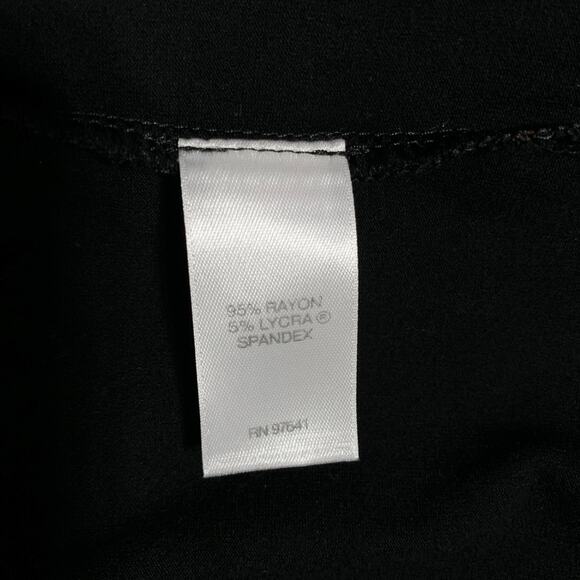 95% RAYON
5% LYCRA ®
SPANDEX
RN 97641